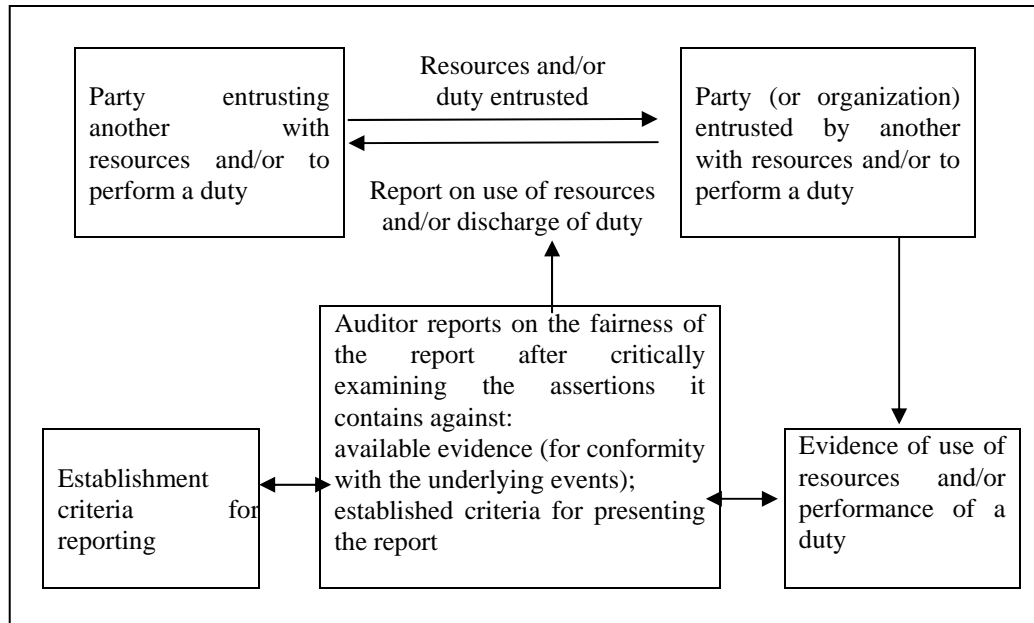 Resources and/or
duty entrusted
Party entrusting
another with
resources and/or to
perform a duty
Party (or organization)
entrusted by another
with resources and/or to
perform a duty
Report on use of resources
and/or discharge of duty
Auditor reports on the fairness of
the report after critically
examining the assertions it
contains against:
available evidence (for conformity
with the underlying events);
established criteria for presenting
the report
Establishment
criteria for
reporting
Evidence of use of
resources and/or
performance of a
duty